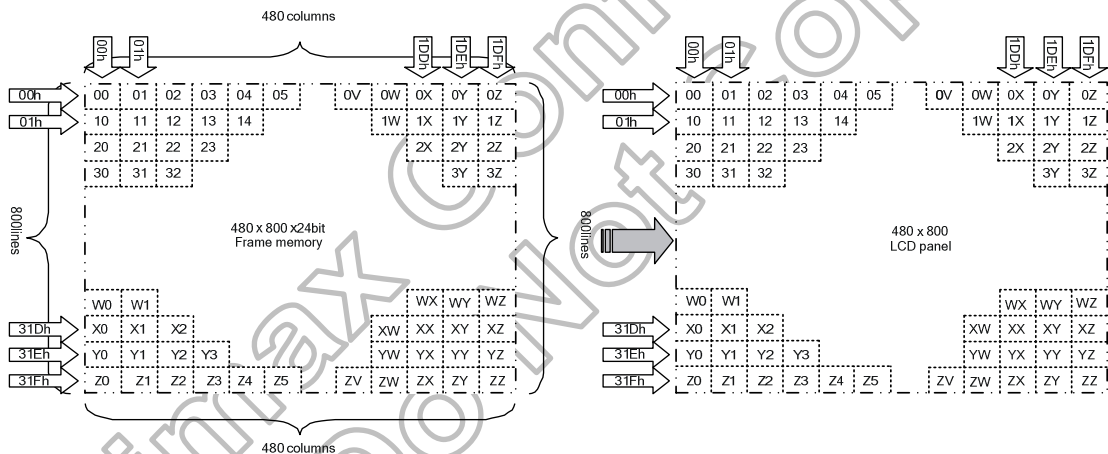 480 columns
00h 01h 1DDh 1DEh 1DFh 00h 01h 1DDh 1DEh 1DFh
00h 00 01 02 03 04 05 0V 0W 0X 0Y 0Z 00h 00 01 02 03 04 05 0V 0W 0X 0Y 0Z
01h 10 11 12 13 14 1W 1X 1Y 1Z 01h 10 11 12 13 14 1W 1X 1Y 1Z
20 21 22 23 2X 2Y 2Z 20 21 22 23 2X 2Y 2Z
30 31 32 3Y 3Z 30 31 32 3Y 3Z
800lines 480 x 800 x24bit 800lines 480 x 800
Frame memory LCD panel
W0 W1 WX WY WZ W0 W1 WX WY WZ
31Dh X0 X1 X2 XW XX XY XZ 31Dh X0 X1 X2 XW XX XY XZ
31Eh Y0 Y1 Y2 Y3 YW YX YY YZ 31Eh Y0 Y1 Y2 Y3 YW YX YY YZ
31Fh Z0 Z1 Z2 Z3 Z4 Z5 ZV ZW ZX ZY ZZ 31Fh Z0 Z1 Z2 Z3 Z4 Z5 ZV ZW ZX ZY ZZ
480 columns
Not